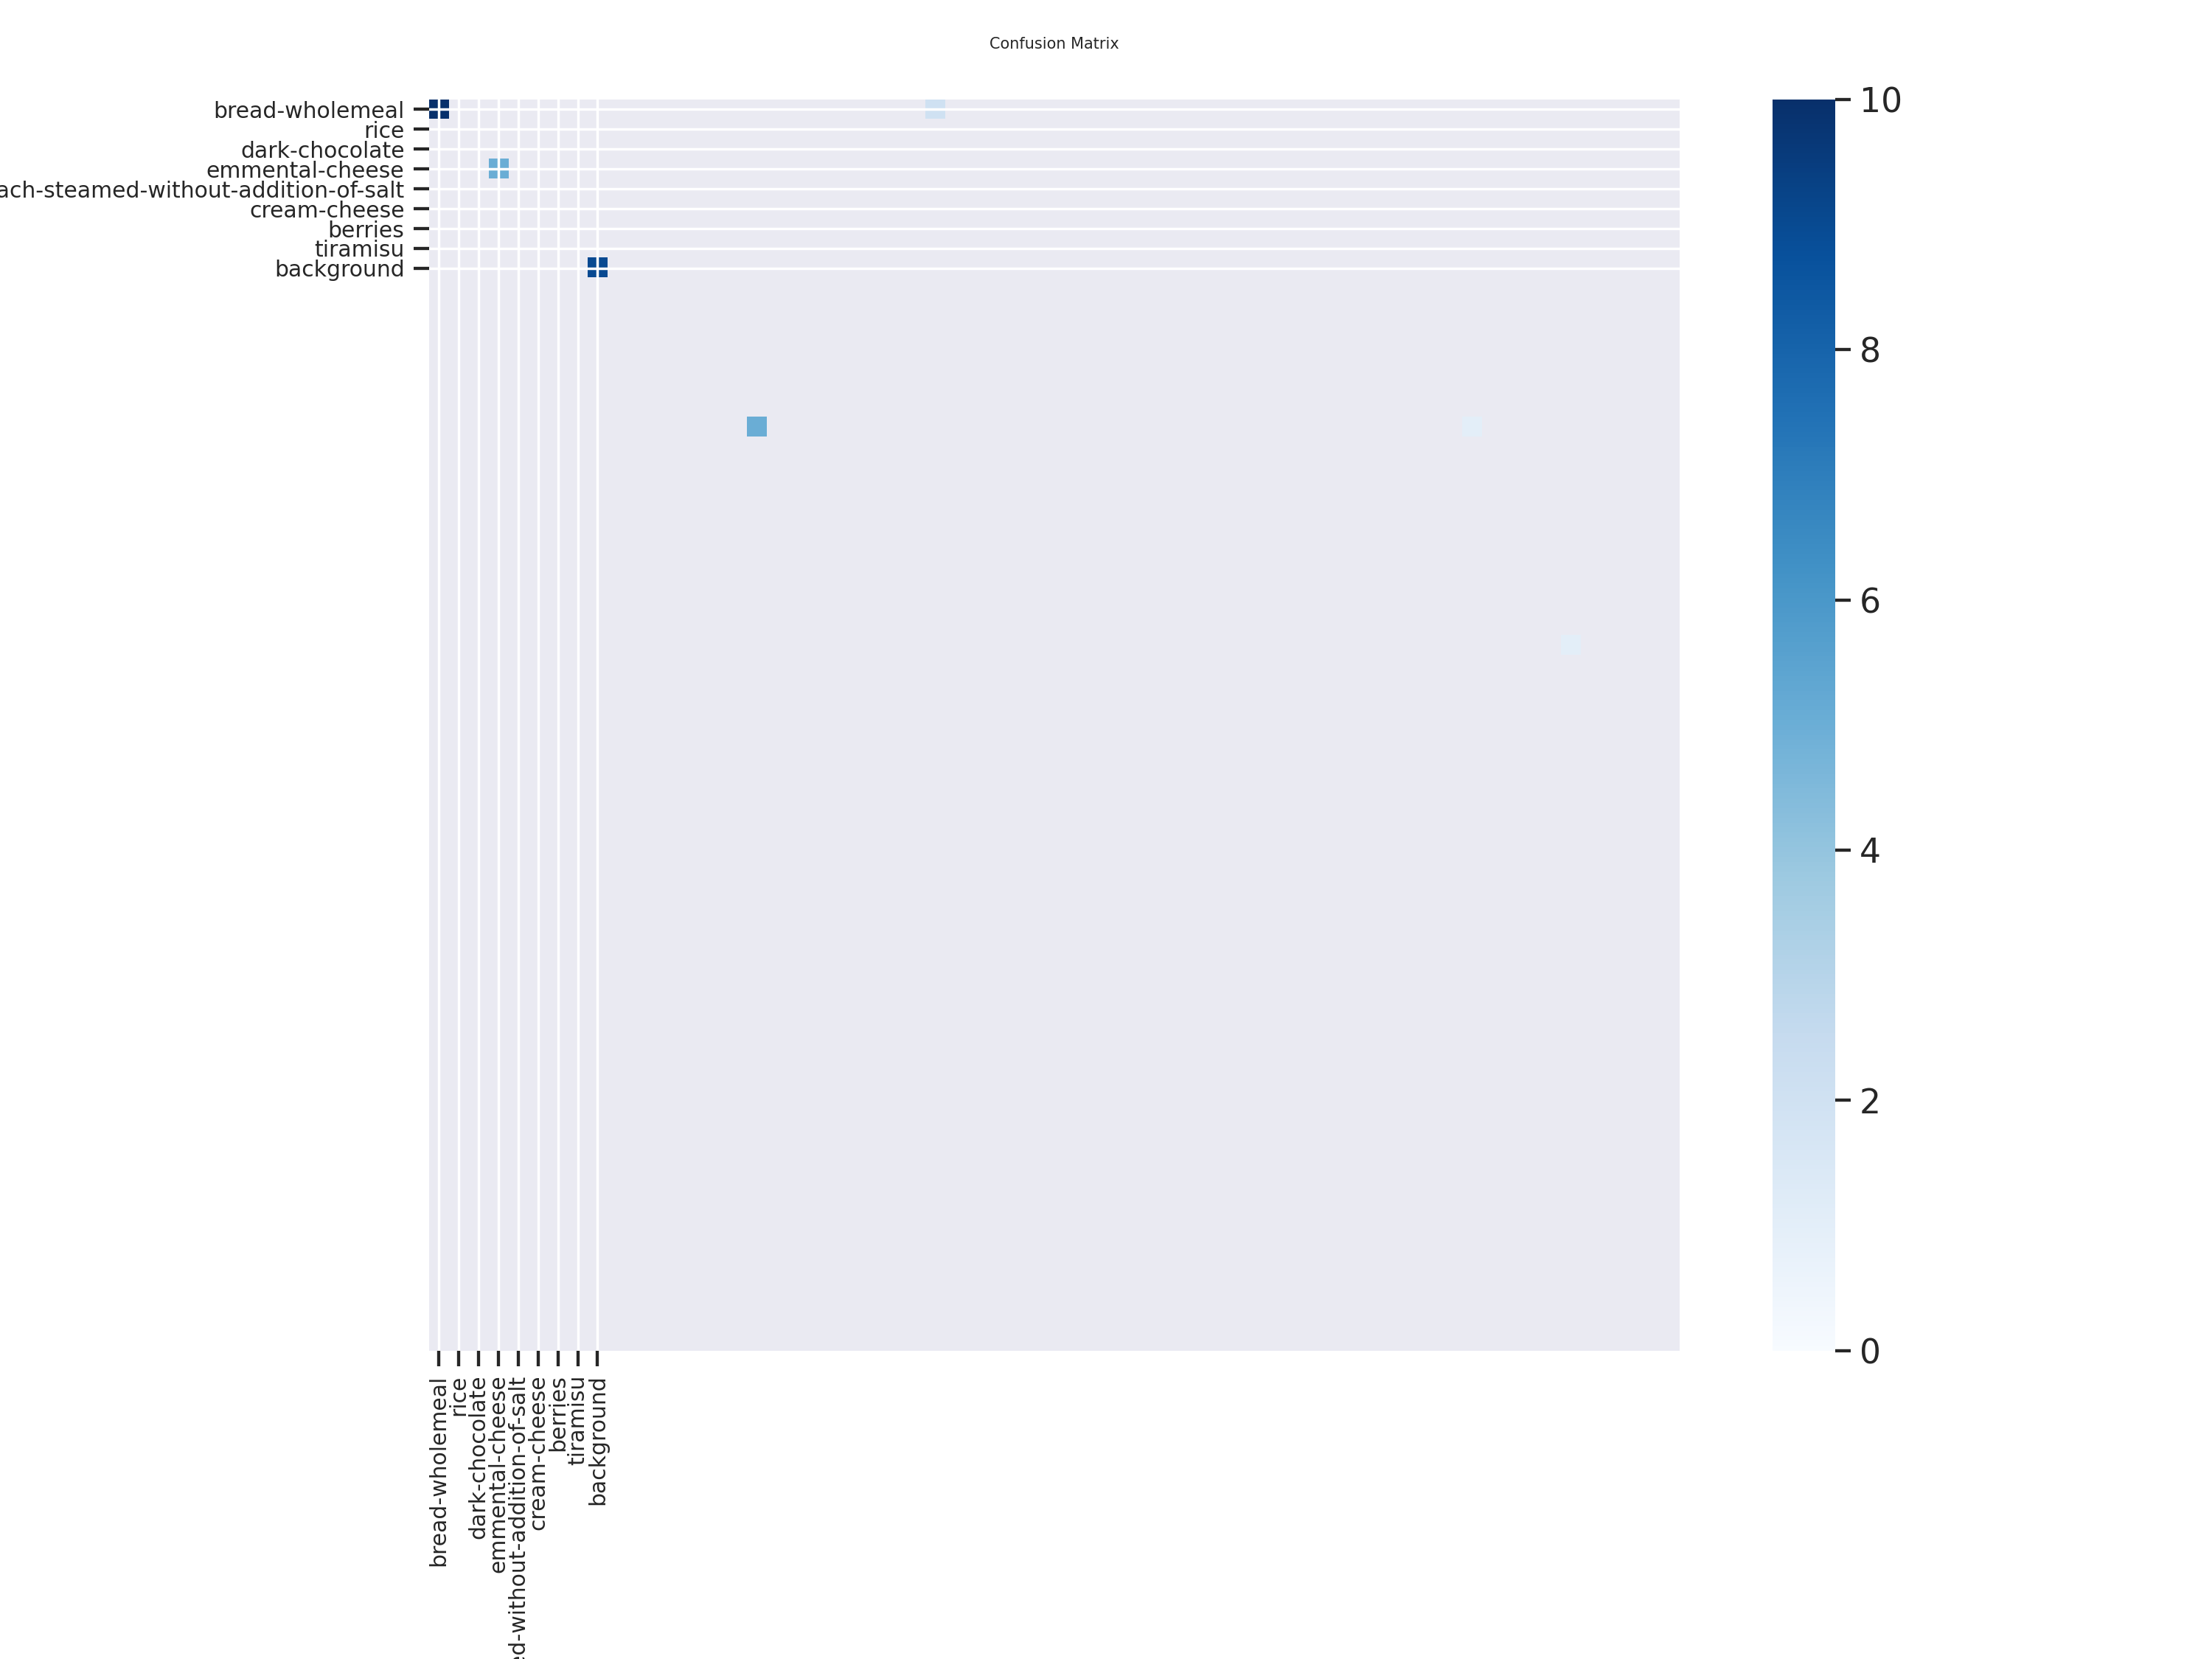 Confusion Matrix
bread-wholemeal
rice
dark-chocolate
emmental-cheese
ach-steamed-without-addition-of-salt
cream-cheese
berries
tiramisu
background
10
8
6
4
2
0
bread-wholemeal
rice
dark-chocolate
emmental-cheese
ed-without-addition-of-salt
cream-cheese
berries
tiramisu
background